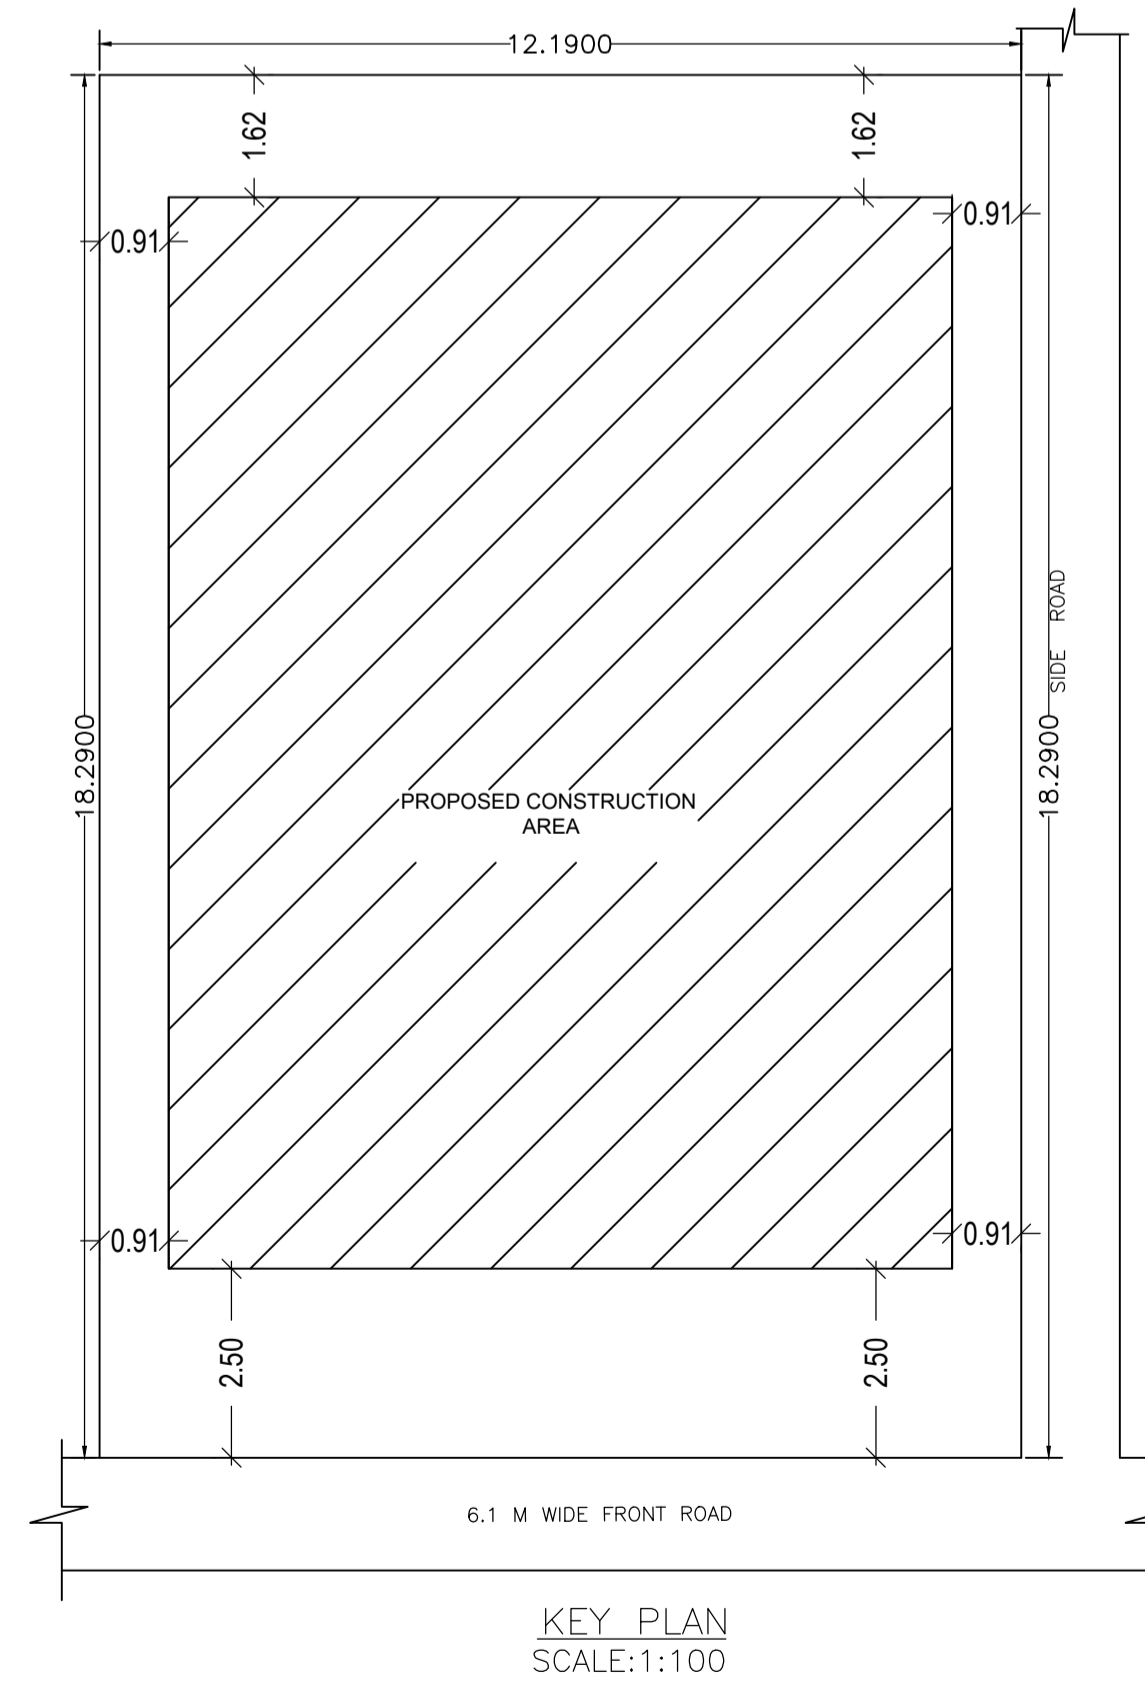 12.1900
1.62
1.62
0.91
0.91
SIDE ROAD
18.2900
18.2900
PROPOSED CONSTRUCTION
AREA
0.91
0.91
2.50
2.50
6.1 M WIDE FRONT ROAD
KEY PLAN
SCALE:1:100